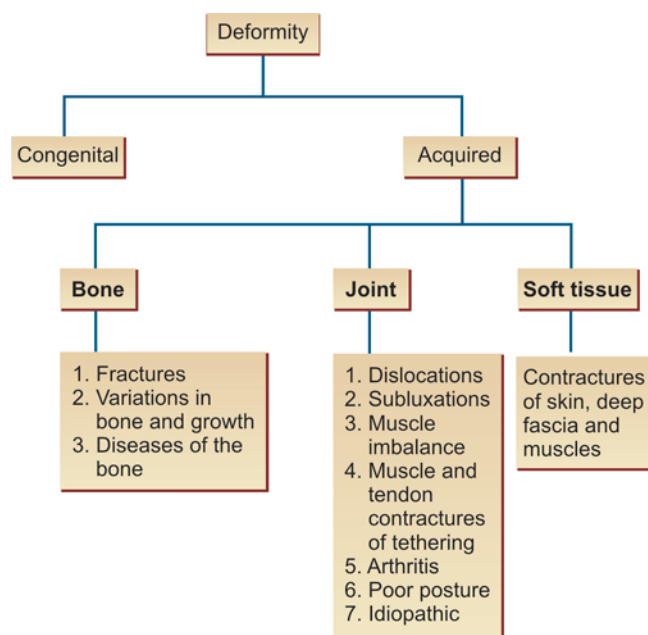 Deformity
Congenital
Acquired
Bone
Joint
Soft tissue
1. Fractures
2. Variations in
bone and growth
3. Diseases of the
bone
1. Dislocations
2. Subluxations
3. Muscle
imbalance
4. Muscle and
tendon
contractures
of tethering
5. Arthritis
6. Poor posture
7. Idiopathic
Contractures
of skin, deep
fascia and
muscles